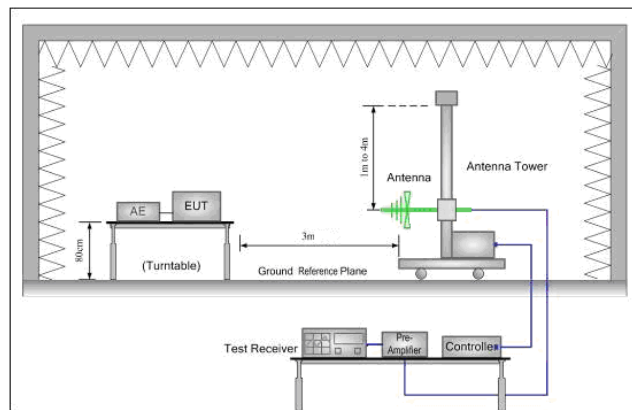 1m to 4m
Antenna
Antenna Tower
AE
EUT
3m
80cm
(Turntable)
Ground Reference Plane
Test Receiver
Pre-
Amplifier
Controlle